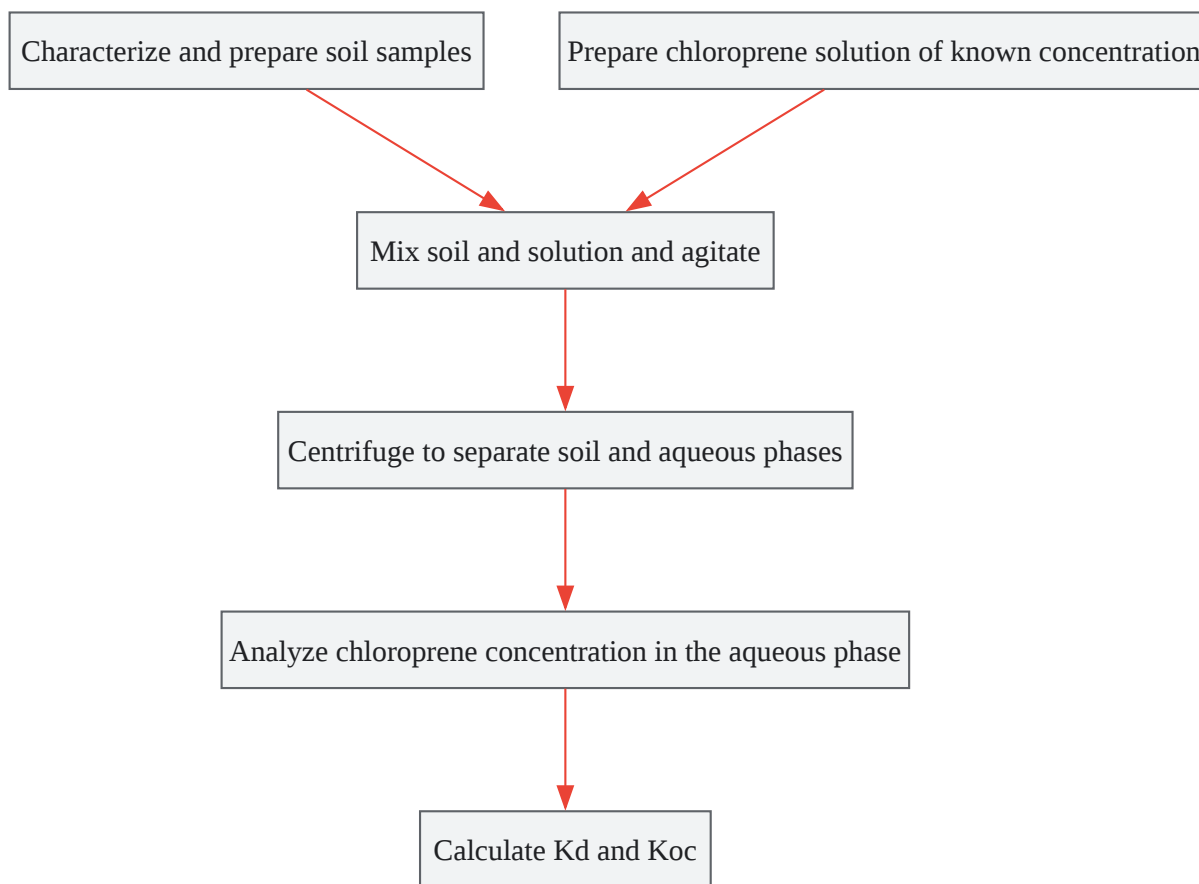 Characterize and prepare soil samples
Prepare chloroprene solution of known concentration
Mix soil and solution and agitate
Centrifuge to separate soil and aqueous phases
Analyze chloroprene concentration in the aqueous phase
Calculate Kd and Koc